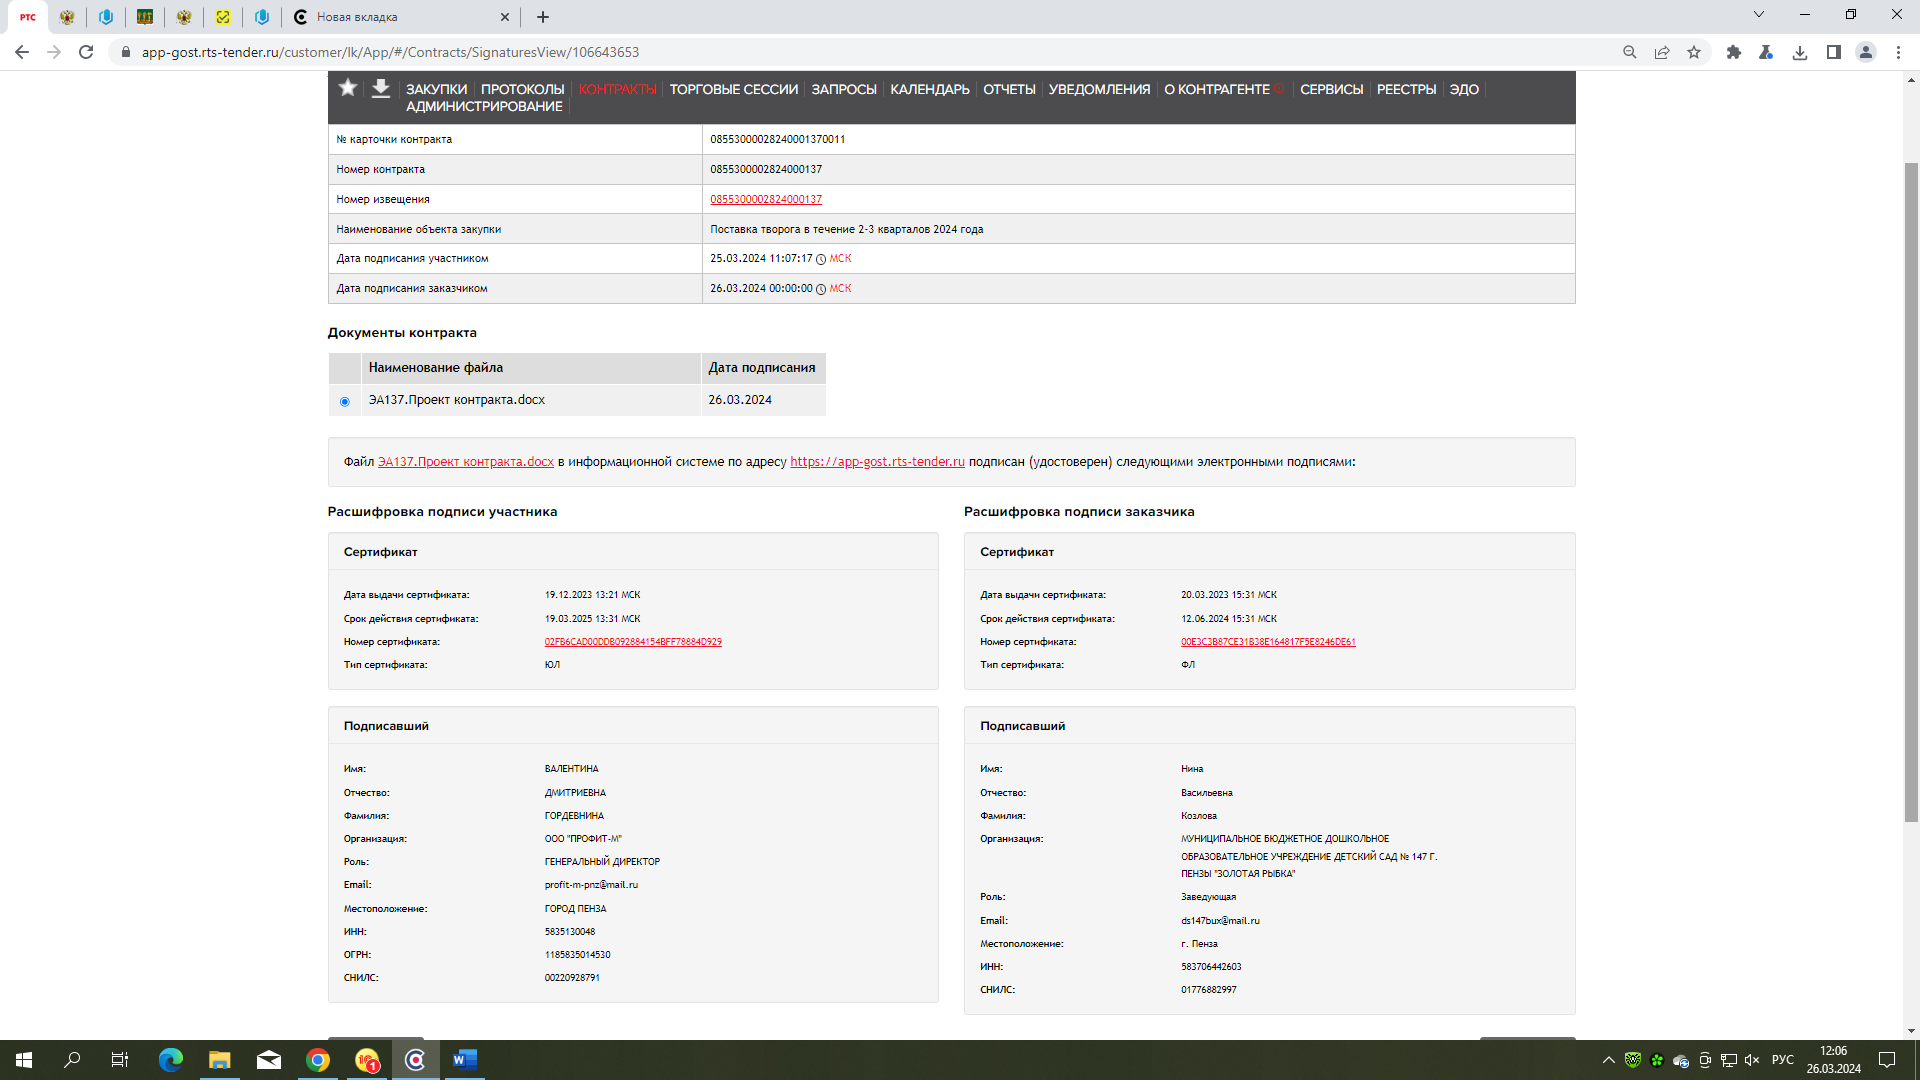 РТС
Новая вкладка
app-gost.rts-tender.ru/customer/lk/App/#/Contracts/SignaturesView/106643653
ЗАКУПКИ ПРОТОКОЛЫ КОНТРАКТЫ ТОРГОВЫЕ СЕССИИ ЗАПРОСЫ КАЛЕНДАРЬ ОТЧЕТЫ УВЕДОМЛЕНИЯ О КОНТРАГЕНТЕ СЕРВИСЫ РЕЕСТРЫ ЭДО
АДМИНИСТРИРОВАНИЕ
№ карточки контракта 08553000028240001370011
Номер контракта 0855300002824000137
Номер извещения 0855300002824000137
Наименование объекта закупки Поставка творога в течение 2-3 кварталов 2024 года
Дата подписания участником 25.03.2024 11:07:17 МСК
Дата подписания заказчиком 26.03.2024 00:00:00 МСК
Документы контракта
Наименование файла Дата подписания
ЭА137.Проект контракта.docx 26.03.2024
Файл ЭА137.Проект контракта.docx в информационной системе по адресу https://app-gost.rts-tender.ru подписан (удостоверен) следующими электронными подписями:
Расшифровка подписи участника
Сертификат
Дата выдачи сертификата: 19.12.2023 13:21 МСК
Срок действия сертификата: 19.03.2025 13:31 МСК
Номер сертификата: 02FB6CAD00DDB092884154BFF78884D929
Тип сертификата: ЮЛ
Подписавший
Имя: ВАЛЕНТИНА
Отчество: ДМИТРИЕВНА
Фамилия: ГОРДЕВНИНА
Организация: ООО "ПРОФИТ-М"
Роль: ГЕНЕРАЛЬНЫЙ ДИРЕКТОР
Email: profit-m-pnz@mail.ru
Местоположение: ГОРОД ПЕНЗА
ИНН: 5835130048
ОГРН: 1185835014530
СНИЛС: 00220928791
Расшифровка подписи заказчика
Сертификат
Дата выдачи сертификата: 20.03.2023 15:31 МСК
Срок действия сертификата: 12.06.2024 15:31 МСК
Номер сертификата: 00E3C3B87CE31B38E164817F5E8246DE61
Тип сертификата: ФЛ
Подписавший
Имя: Нина
Отчество: Васильевна
Фамилия: Козлова
Организация: МУНИЦИПАЛЬНОЕ БЮДЖЕТНОЕ ДОШКОЛЬНОЕ
ОБРАЗОВАТЕЛЬНОЕ УЧРЕЖДЕНИЕ ДЕТСКИЙ САД № 147 Г.
ПЕНЗЫ "ЗОЛОТАЯ РЫБКА"
Роль: Заведующая
Email: ds147bux@mail.ru
Местоположение: г. Пенза
ИНН: 583706442603
СНИЛС: 01776882997
РУС
12:06
26.03.2024